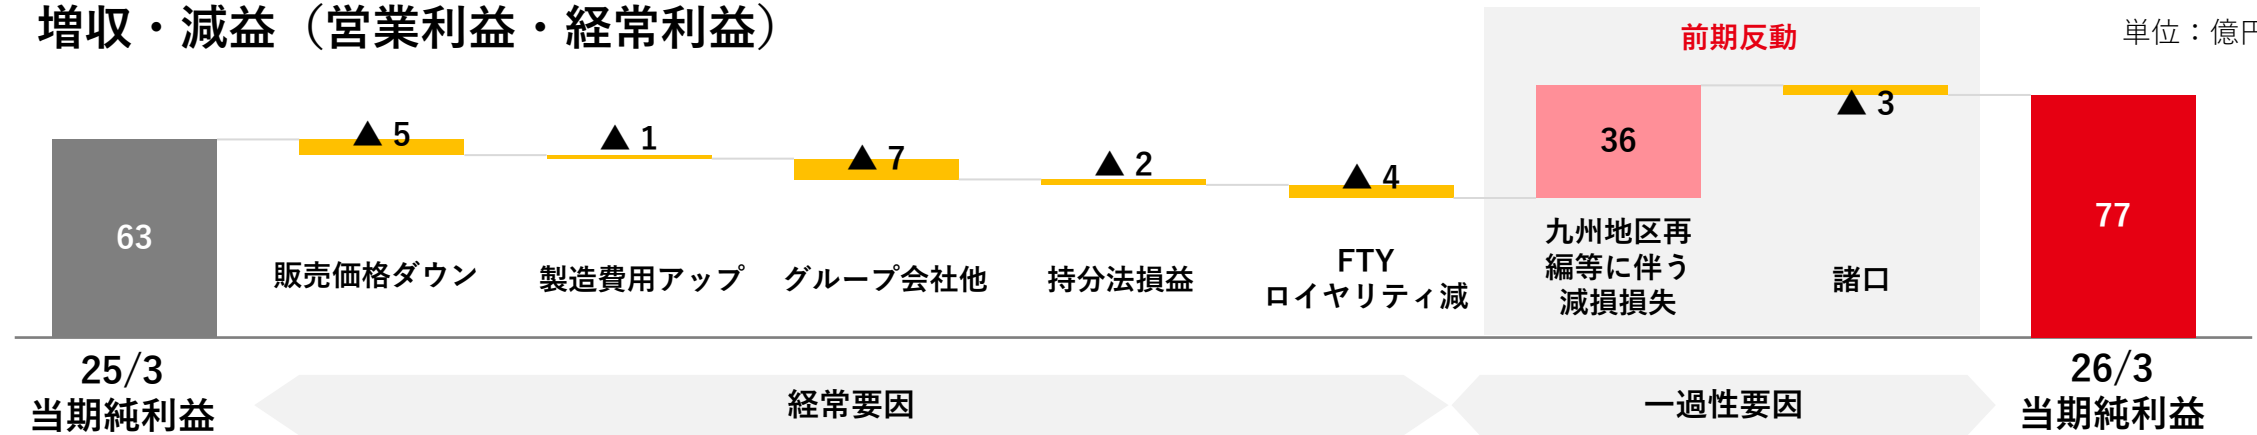 増収・減益（営業利益・経常利益）
単位：億円
前期反動
63
▲ 5
▲ 1
▲ 7
▲ 2
▲ 4
36
▲ 3
77
販売価格ダウン
製造費用アップ
グループ会社他
持分法損益
FTY
ロイヤリティ減
九州地区再
編等に伴う
減損損失
諸口
25/3
当期純利益
経常要因
一過性要因
26/3
当期純利益